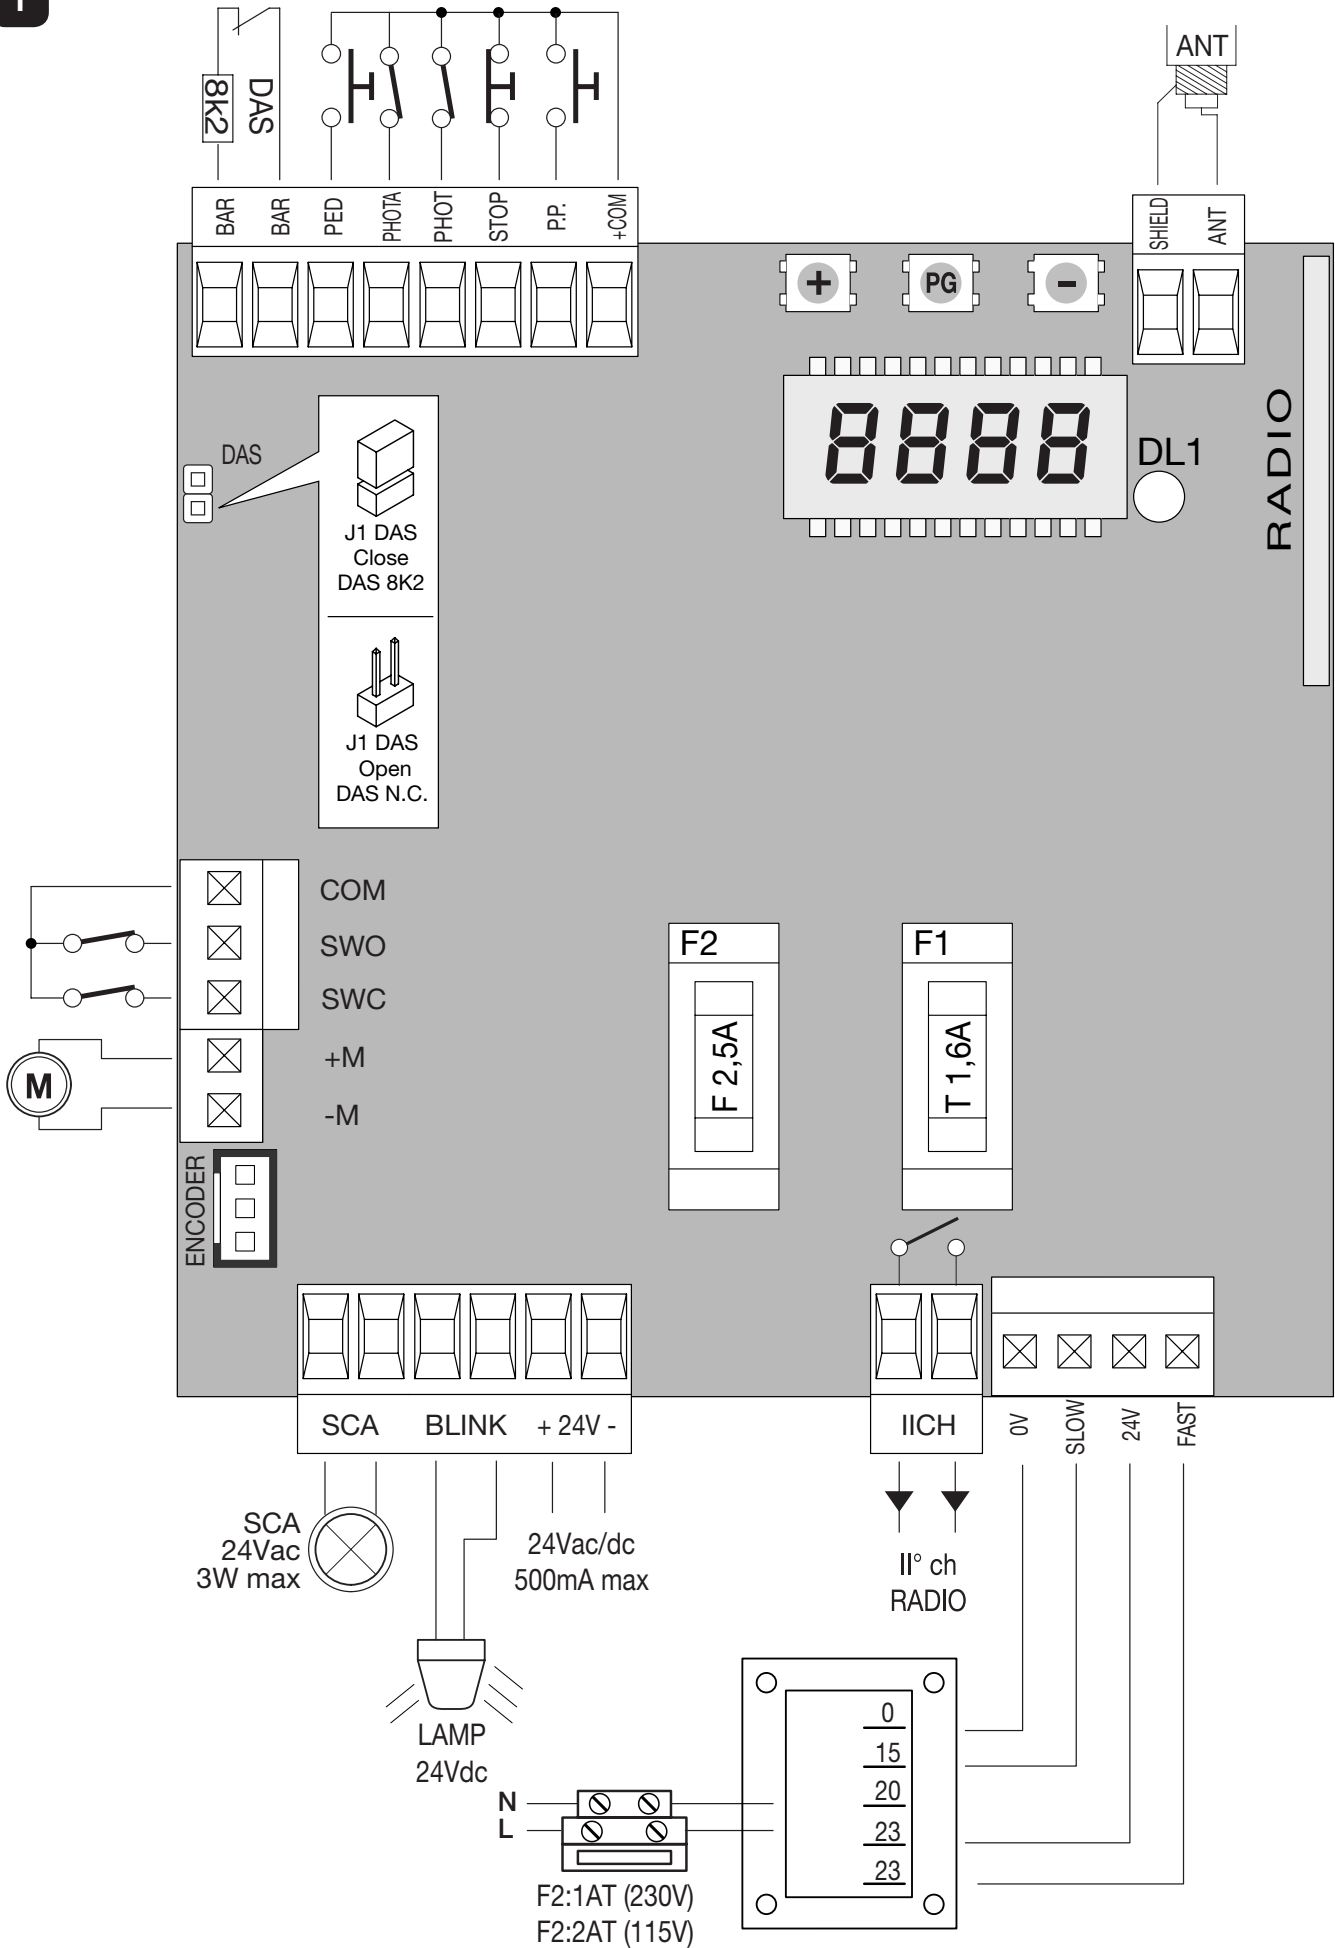 1
ANT
8K2
DAS
BAR
BAR
PED
PHOTA
PHOT
STOP
P.P.
+COM
SHIELD
ANT
+
PG
-
8888
DL1
RADIO
DAS
J1 DAS
Close
DAS 8K2
J1 DAS
Open
DAS N.C.
COM
SWO
SWC
+M
-M
M
ENCODER
F2
F 2,5A
F1
T 1,6A
SCA
BLINK
+ 24V -
IICH
0V
SLOW
24V
FAST
SCA
24Vac
3W max
24Vac/dc
500mA max
II° ch
RADIO
LAMP
24Vdc
0
15
20
23
23
N
L
F2:1AT (230V)
F2:2AT (115V)